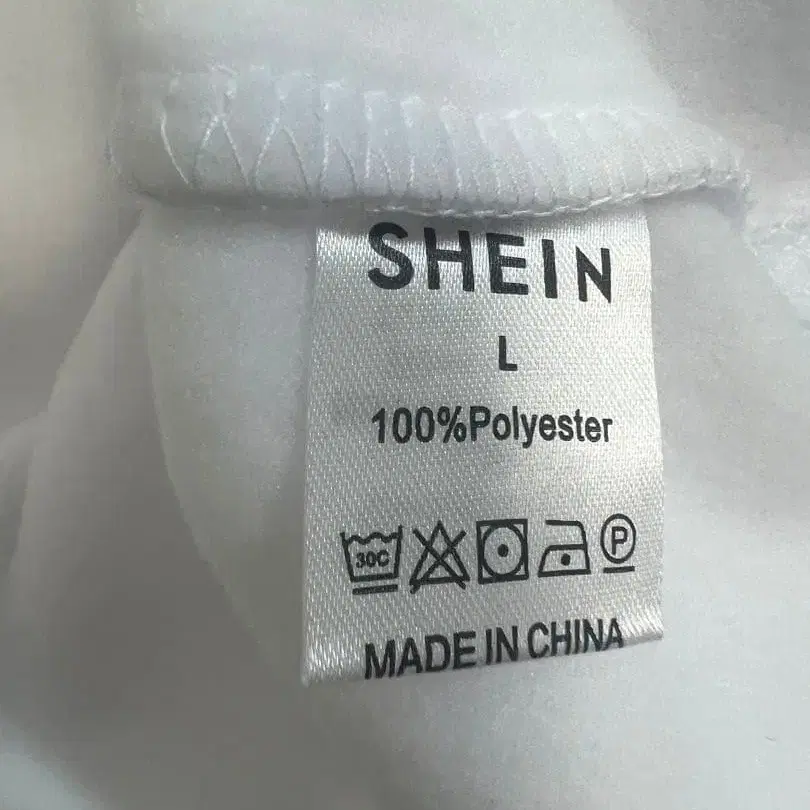 SHEIN
L
100%Polyester
30C P
MADE IN CHINA